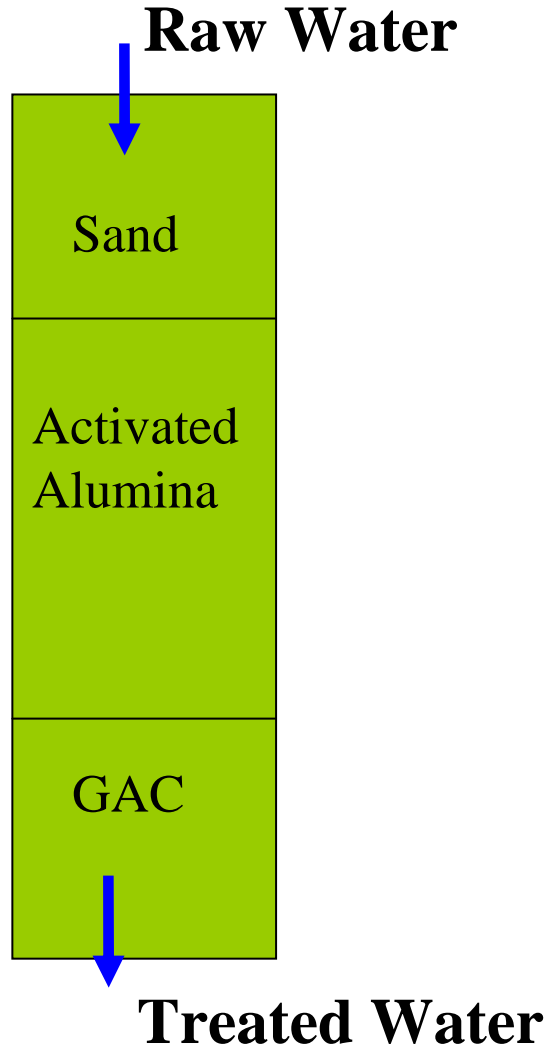 Raw Water
Sand
Activated
Alumina
GAC
Treated Water